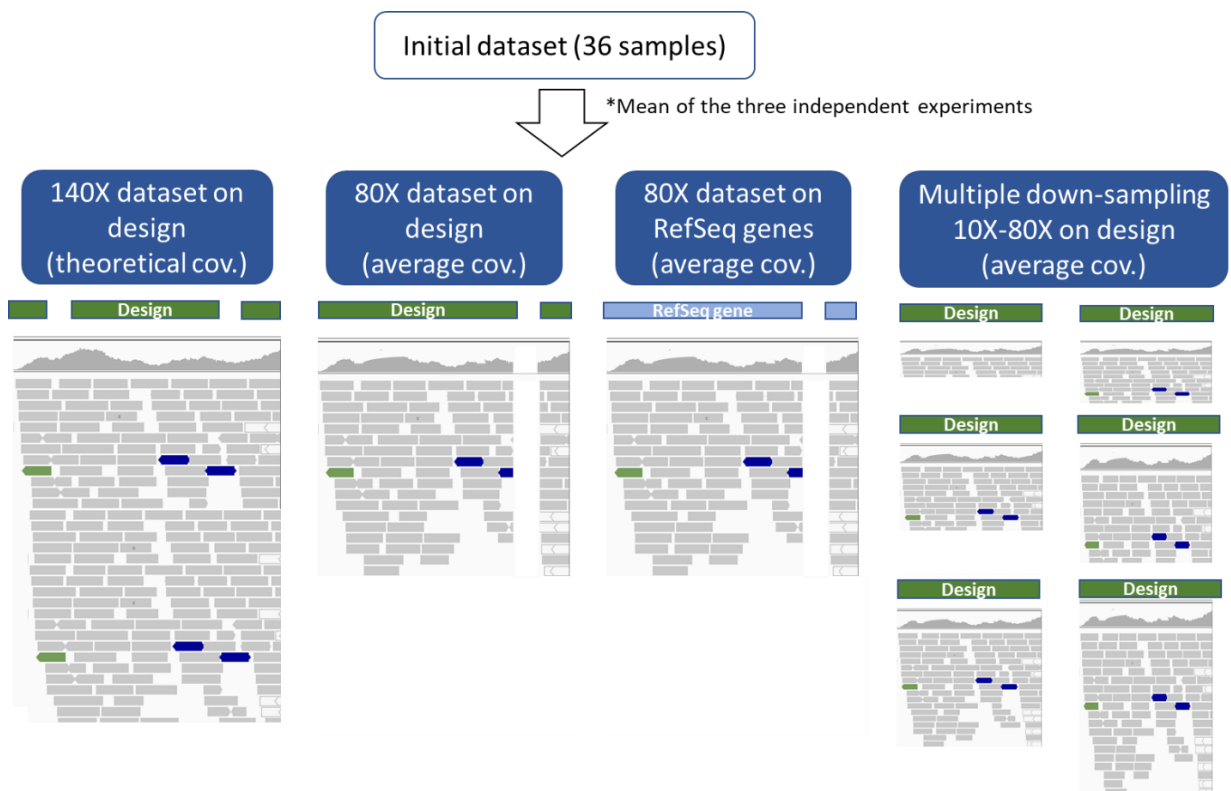 Initial dataset (36 samples)
*Mean of the three independent experiments
140X dataset on
design
(theoretical cov.)
80X dataset on
design
(average cov.)
80X dataset on
RefSeq genes
(average cov.)
Multiple down-sampling
10X-80X on design
(average cov.)
Design
Design
RefSeq gene
Design
Design
Design
Design
Design
Design